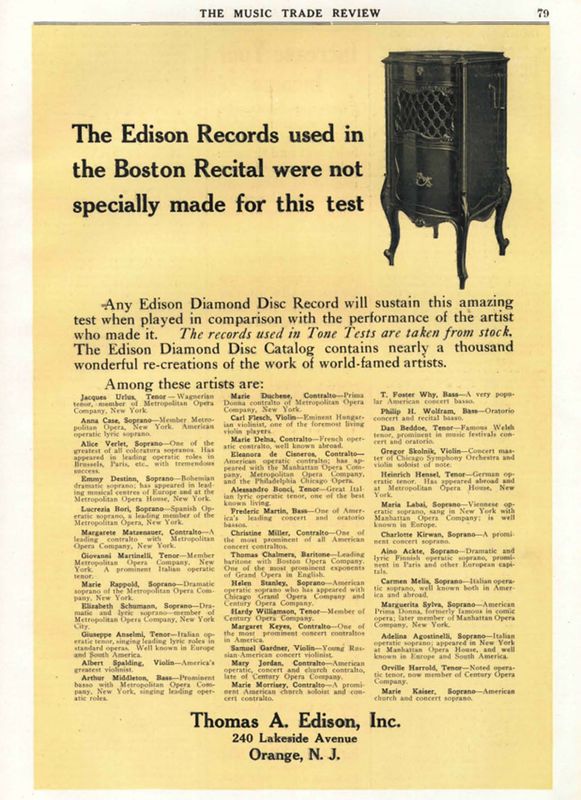 THE MUSIC TRADE REVIEW 79
The Edison Records used in
the Boston Recital were not
specially made for this test
Any Edison Diamond Disc Record will sustain this amazing
test when played in comparison with the performance of the artist
who made it. The records used in Tone Tests are taken from stock.
The Edison Diamond Disc Catalog contains nearly a thousand
wonderful re-creations of the work of world-famed artists.
Among these artists are:
Jacques Urlus, Tenor—Wagnerian
tenor, member of Metropolitan Opera
Company, New York.
Anna Case, Soprano—Member Metro-
politan Opera, New York. American
operatic lyric soprano.
Alice Verlet, Soprano—One of the
greatest of all coloratura sopranos. Has
appeared in leading operatic roles in
Brussels, Paris, etc., with tremendous
success.
Emmy Destinn, Soprano—Bohemian
dramatic soprano; has appeared in lead-
ing musical centres of Europe and at the
Metropolitan Opera House, New York.
Lucrezia Bori, Soprano—Spanish Op-
eratic soprano, a leading member of the
Metropolitan Opera, New York.
Margarete Matzenauer, Contralto—A
leading contralto with Metropolitan
Opera Company, New York.
Giovanni Martinelli, Tenor—Member
Metropolitan Opera Company, New
York. A prominent Italian operatic
tenor.
Marie Rappold, Soprano—Dramatic
soprano of the Metropolitan Opera Com-
pany, New York.
Elizabeth Schumann, Soprano—Dra-
matic and lyric soprano—member of
Metropolitan Opera Company, New York
City.
Giuseppe Anselmi, Tenor—Italian op-
eratic tenor, singing leading roles in
standard operas. Well known in Europe
and South America.
Albert Spalding, Violin—America's
greatest violinist.
Arthur Middleton, Bass—Prominent
basso with Metropolitan Opera Com-
pany, New York, singing leading oper-
atic roles.
Marie Duchene, Contralto—Prima
Donna contralto of Metropolitan Opera
Company, New York.
Carl Flesch, Violin—Eminent Hungar-
ian violinist, one of the foremost living
violin players.
Marie Delna, Contralto—French oper-
atic contralto, well known abroad.
Eleanora de Cisneros, Contralto—
American operatic contralto; has ap-
peared with the Manhattan Opera Com-
pany, Metropolitan Opera Company,
and the Philadelphia Chicago Opera.
Alessandro Bonci, Tenor—Great Ital-
ian lyric operatic tenor, one of the best
known living.
Frederic Martin, Bass—One of Amer-
ica's leading concert and oratorio
bassos.
Christine Miller, Contralto—One of
the most prominent of all American
concert contraltos.
Thomas Chalmers, Baritone—Leading
baritone with Boston Opera Company.
One of the most prominent exponents
of Grand Opera in English.
Helen Stanley, Soprano—American
operatic soprano who has appeared with
Chicago Grand Opera Company and
Century Opera Company.
Hardy Williamson, Tenor—Member of
Century Opera Company.
Margaret Keyes, Contralto—One of
the most prominent concert contraltos
in America.
Samuel Gardner, Violin—Young Rus-
sian-American concert violinist.
Mary Jordan, Contralto—American
operatic, concert and church contralto,
late of Century Opera Company.
Marie Morrisey, Contralto—A promi-
nent American church soloist and con-
cert contralto.
T. Foster Why, Bass—A very popu-
lar American concert basso.
Philip H. Wolfram, Bass—Oratorio
concert and recital basso.
Dan Beddoe, Tenor—Famous Welsh
tenor, prominent in music festivals con-
cert and oratorio.
Gregor Skolnik, Violin—Concert mas-
ter of Chicago Symphony Orchestra and
violin soloist of note.
Heinrich Hensel, Tenor—German op-
eratic tenor. Has appeared abroad and
at Metropolitan Opera House, New
York.
Maria Labai, Soprano—Viennese op-
eratic soprano, sang in New York with
Manhattan Opera Company; is well
known in Europe.
Charlotte Kirwan, Soprano—A promi-
nent concert soprano.
Aino Ackte, Soprano—Dramatic and
lyric Finnish operatic soprano, promi-
nent in Paris and other European capi-
tals.
Carmen Melis, Soprano—Italian opera-
tic soprano, well known both in Amer-
ica and abroad.
Marguerita Sylva, Soprano—American
Prima Donna, formerly famous in comic
opera; later member of Manhattan Opera
Company, New York.
Adelina Agostinelli, Soprano—Italian
operatic soprano; appeared in New York
at Manhattan Opera House, and well
known in Europe and South America.
Orville Harrold, Tenor—Noted opera-
tic tenor, now member of Century Opera
Company.
Marie Kaiser, Soprano—American
church and concert soprano.
Thomas A. Edison, Inc.
240 Lakeside Avenue
Orange, N. J.